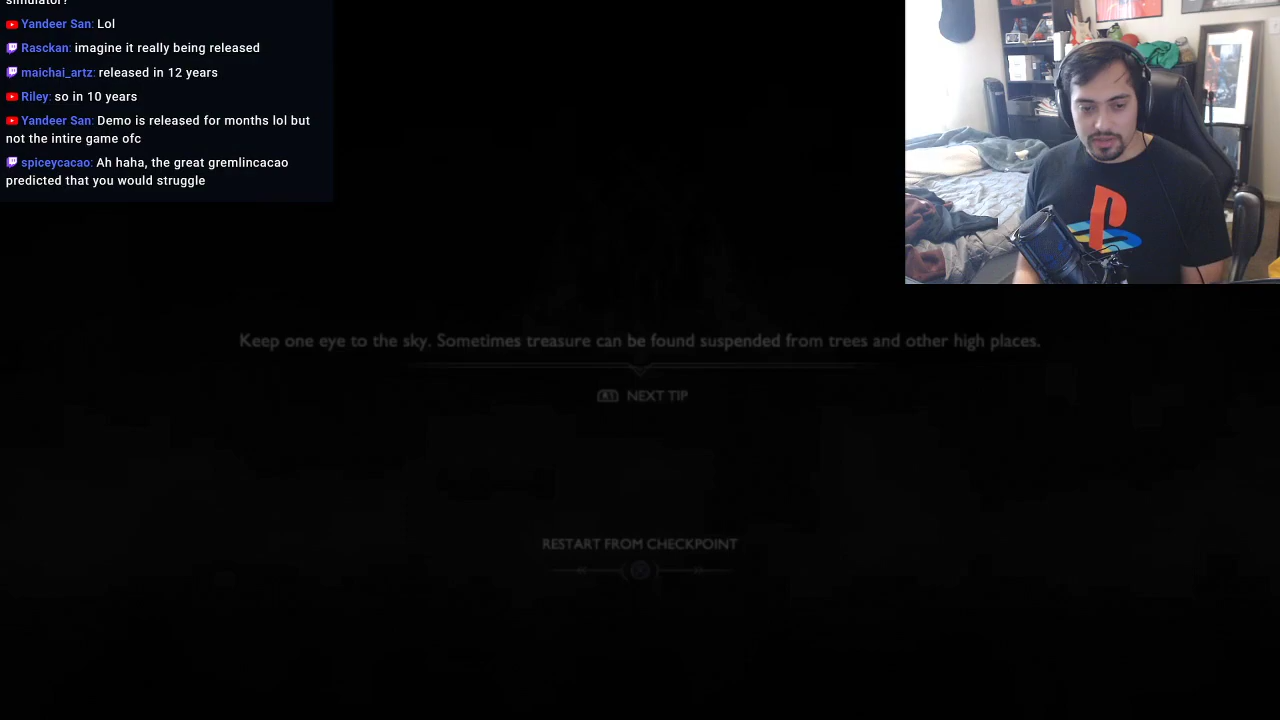 simulator?
Yandeer San: Lol
Rasckan: imagine it really being released
maichai_artz: released in 12 years
Riley: so in 10 years
Yandeer San: Demo is released for months lol but
not the intire game ofc
spiceycacao: Ah haha, the great gremlincacao
predicted that you would struggle
Keep one eye to the sky. Sometimes treasure can be found suspended from trees and other high places.
R1 NEXT TIP
RESTART FROM CHECKPOINT